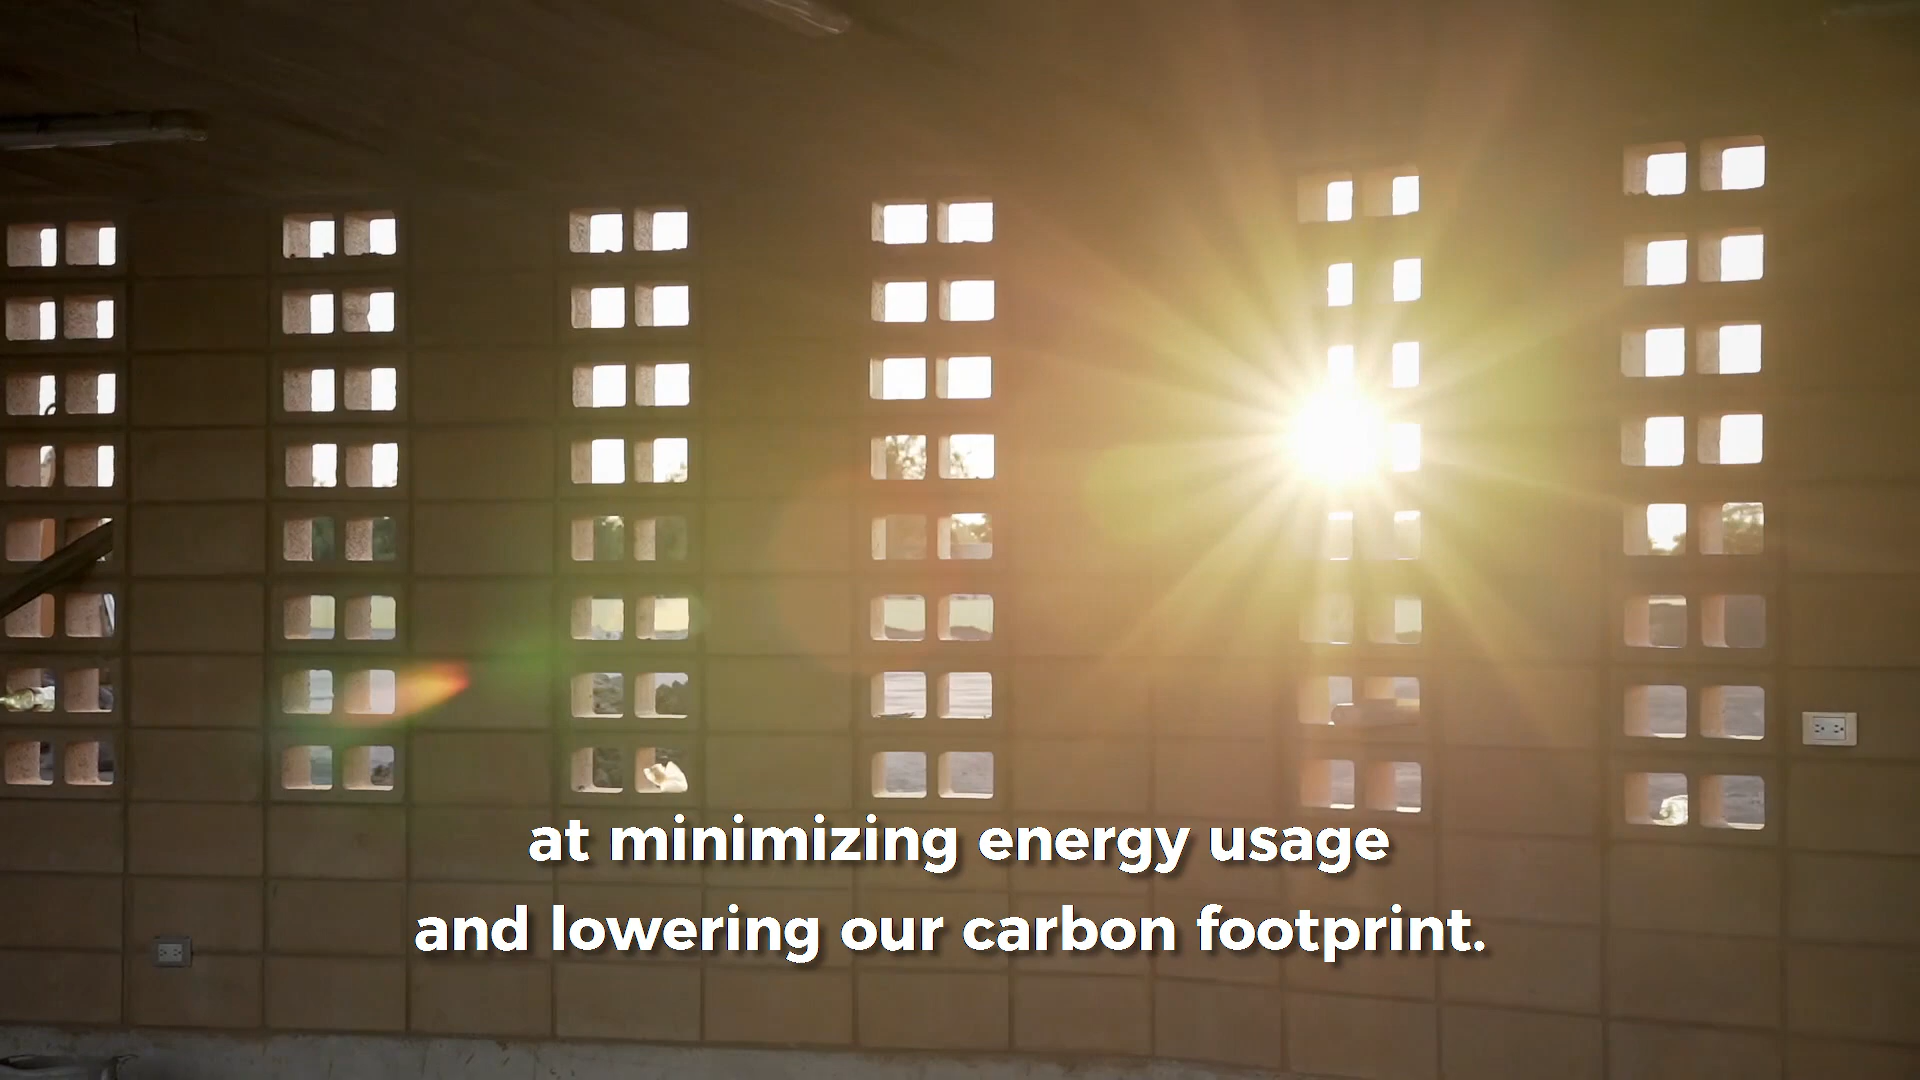 at minimizing energy usage
and lowering our carbon footprint.